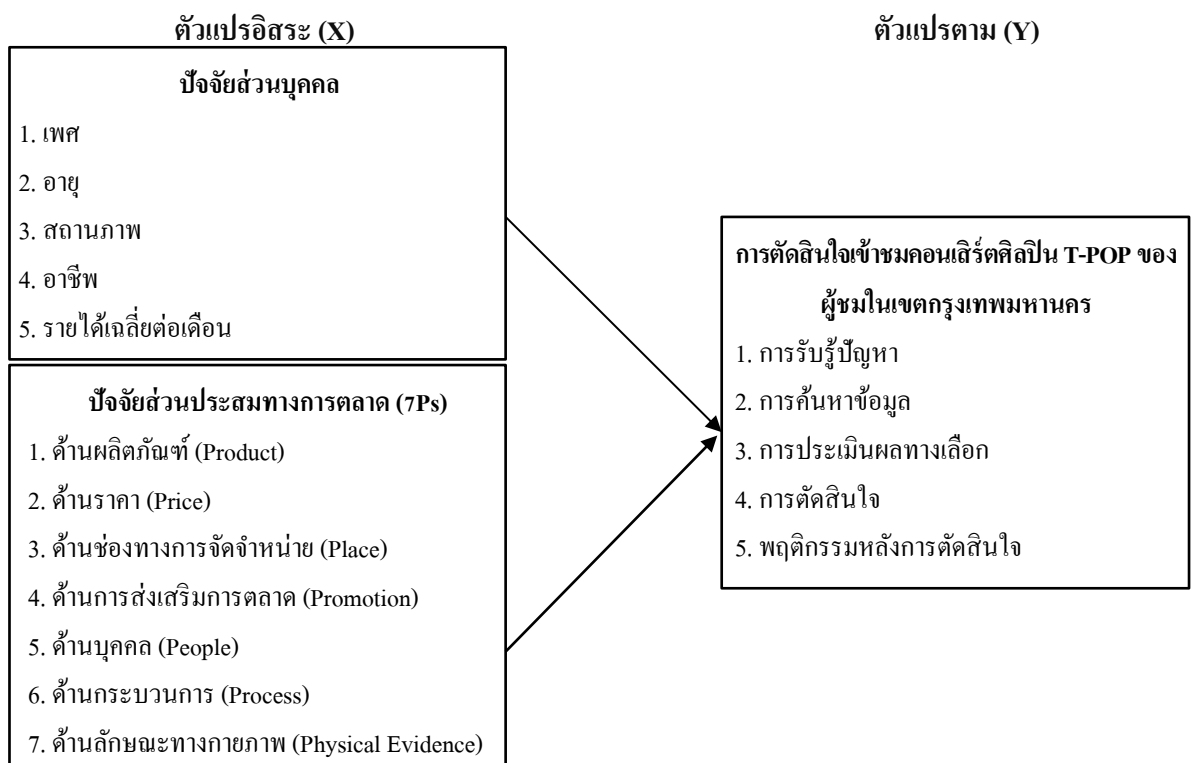 ตัวแปรอิสระ (X)
ปัจจัยส่วนบุคคล
1. เพศ
2. อายุ
3. สถานภาพ
4. อาชีพ
5. รายได้เฉลี่ยต่อเดือน
ปัจจัยส่วนประสมทางการตลาด (7Ps)
1. ด้านผลิตภัณฑ์ (Product)
2. ด้านราคา (Price)
3. ด้านช่องทางการจัดจำหน่าย (Place)
4. ด้านการส่งเสริมการตลาด (Promotion)
5. ด้านบุคคล (People)
6. ด้านกระบวนการ (Process)
7. ด้านลักษณะทางกายภาพ (Physical Evidence)
ตัวแปรตาม (Y)
การตัดสินใจเข้าชมคอนเสิร์ตศิลปิน T-POP ของ
ผู้ชมในเขตกรุงเทพมหานคร
1. การรับรู้ปัญหา
2. การค้นหาข้อมูล
3. การประเมินผลทางเลือก
4. การตัดสินใจ
5. พฤติกรรมหลังการตัดสินใจ